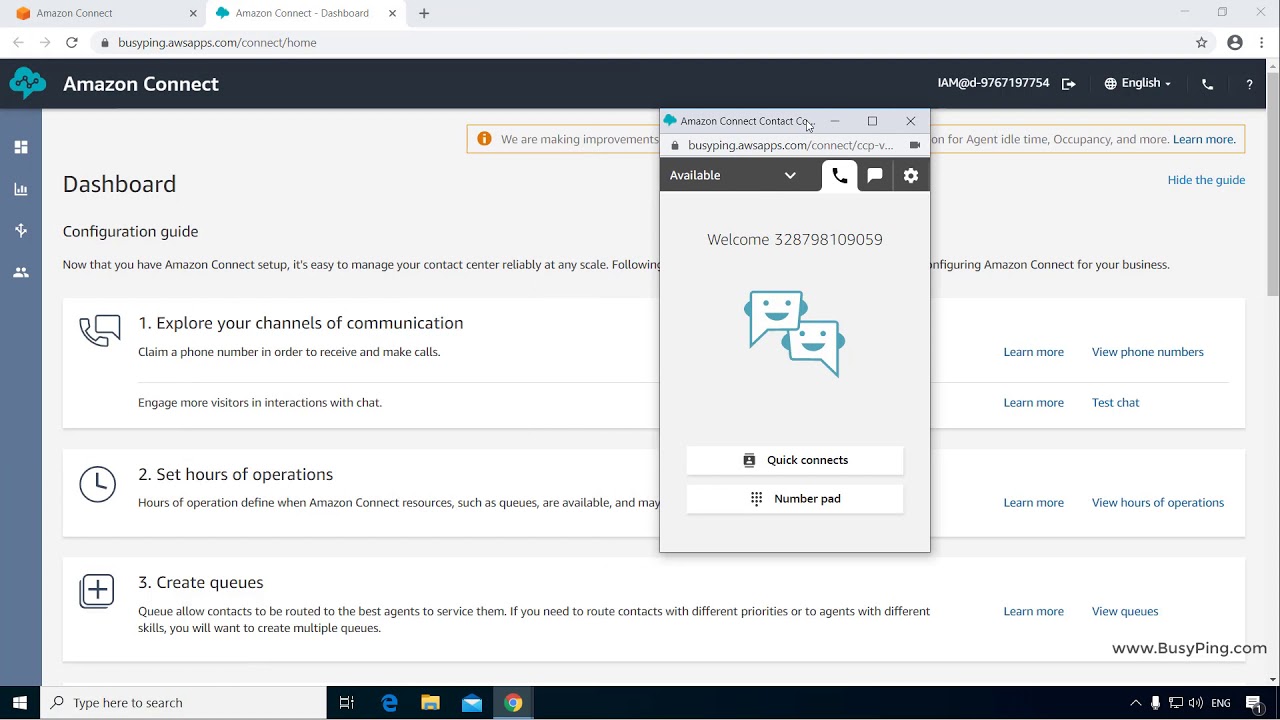 Amazon Connect
Amazon Connect - Dashboard
busyping.awsapps.com/connect/home
Amazon Connect
IAM@d-9767197754
English
?
Amazon Connect Contact Co...
busyping.awsapps.com/connect/ccp-v...
Available
Welcome 328798109059
Quick connects
Number pad
We are making improvements
on for Agent idle time, Occupancy, and more. Learn more.
Dashboard
Hide the guide
Configuration guide
Now that you have Amazon Connect setup, it's easy to manage your contact center reliably at any scale. Following
nfiguring Amazon Connect for your business.
1. Explore your channels of communication
Claim a phone number in order to receive and make calls.
Learn more
View phone numbers
Engage more visitors in interactions with chat.
Learn more
Test chat
2. Set hours of operations
Hours of operation define when Amazon Connect resources, such as queues, are available, and may
Learn more
View hours of operations
3. Create queues
Queue allow contacts to be routed to the best agents to service them. If you need to route contacts with different priorities or to agents with different
skills, you will want to create multiple queues.
Learn more
View queues
www.BusyPing.com
Type here to search
ENG
1